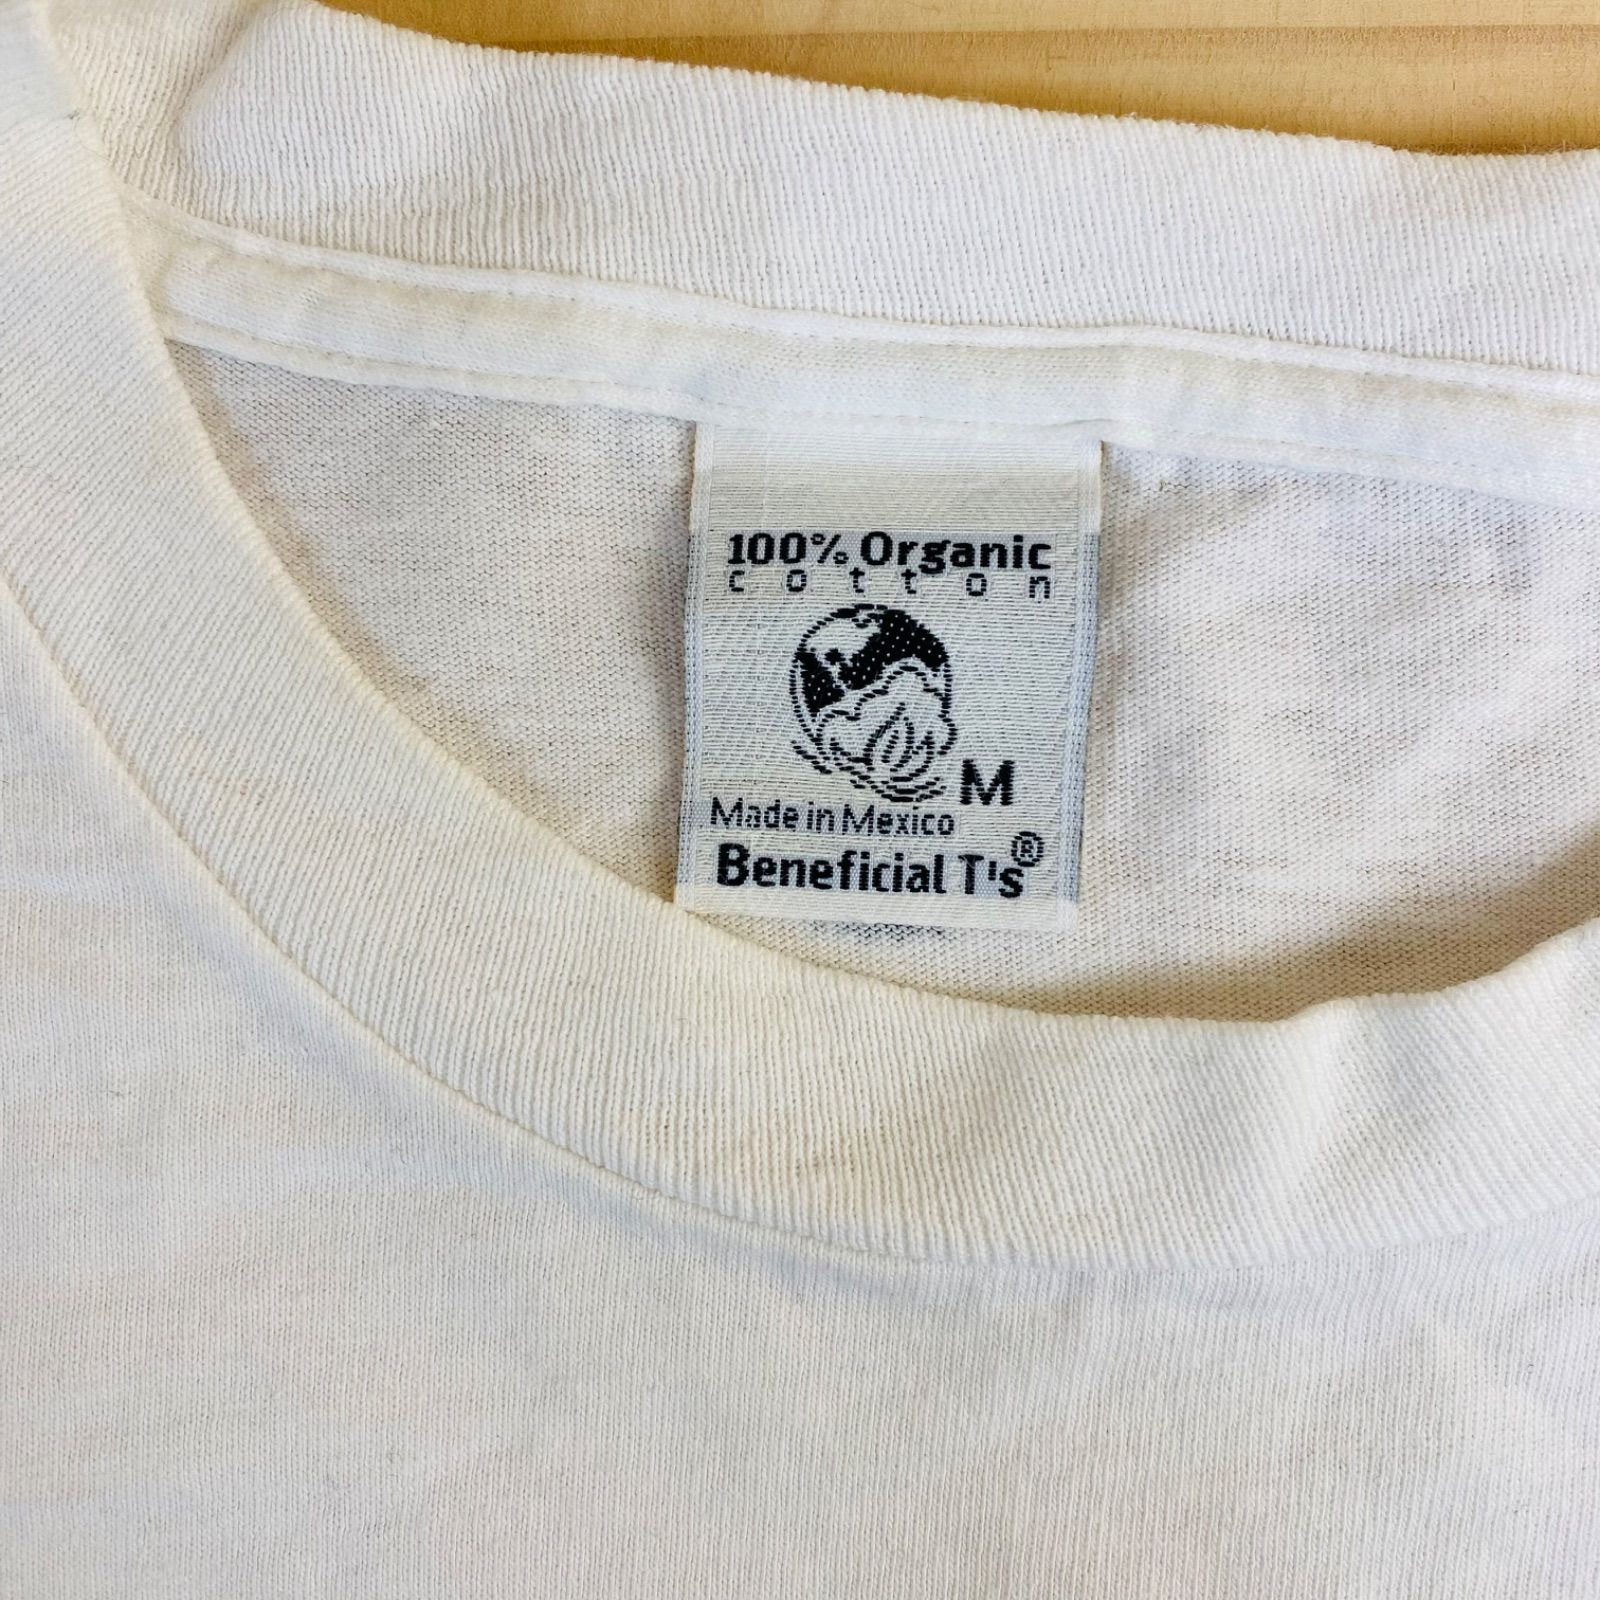 100% Organic
cotton
M
Made in Mexico
Beneficial T's®